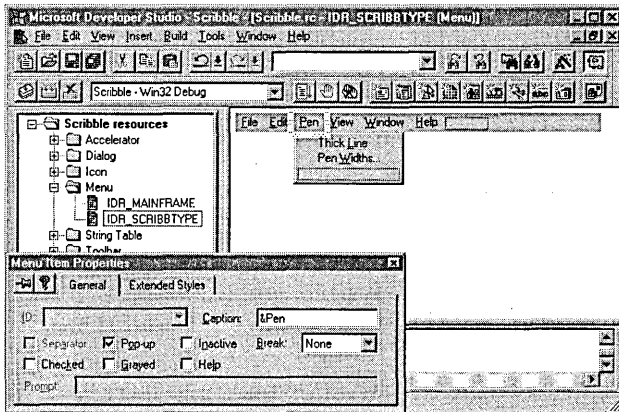 Microsoft Developer Studio - Scribble - [Scribble.rc - IDR_SCRIBBTYPE (Menu)]
File Edit View Insert Build Tools Window Help
Scribble - Win32 Debug
Scribble resources
Accelerator
Dialog
Icon
Menu
IDR_MAINFRAME
IDR_SCRIBBTYPE
String Table
Toolbar
File Edit Pen View Window Help
Thick Line
Pen Widths...
Menu Item Properties
General Extended Styles
ID: Caption: &Pen
Separator Pop-up Inactive Break: None
Checked Grayed Help
Prompt: